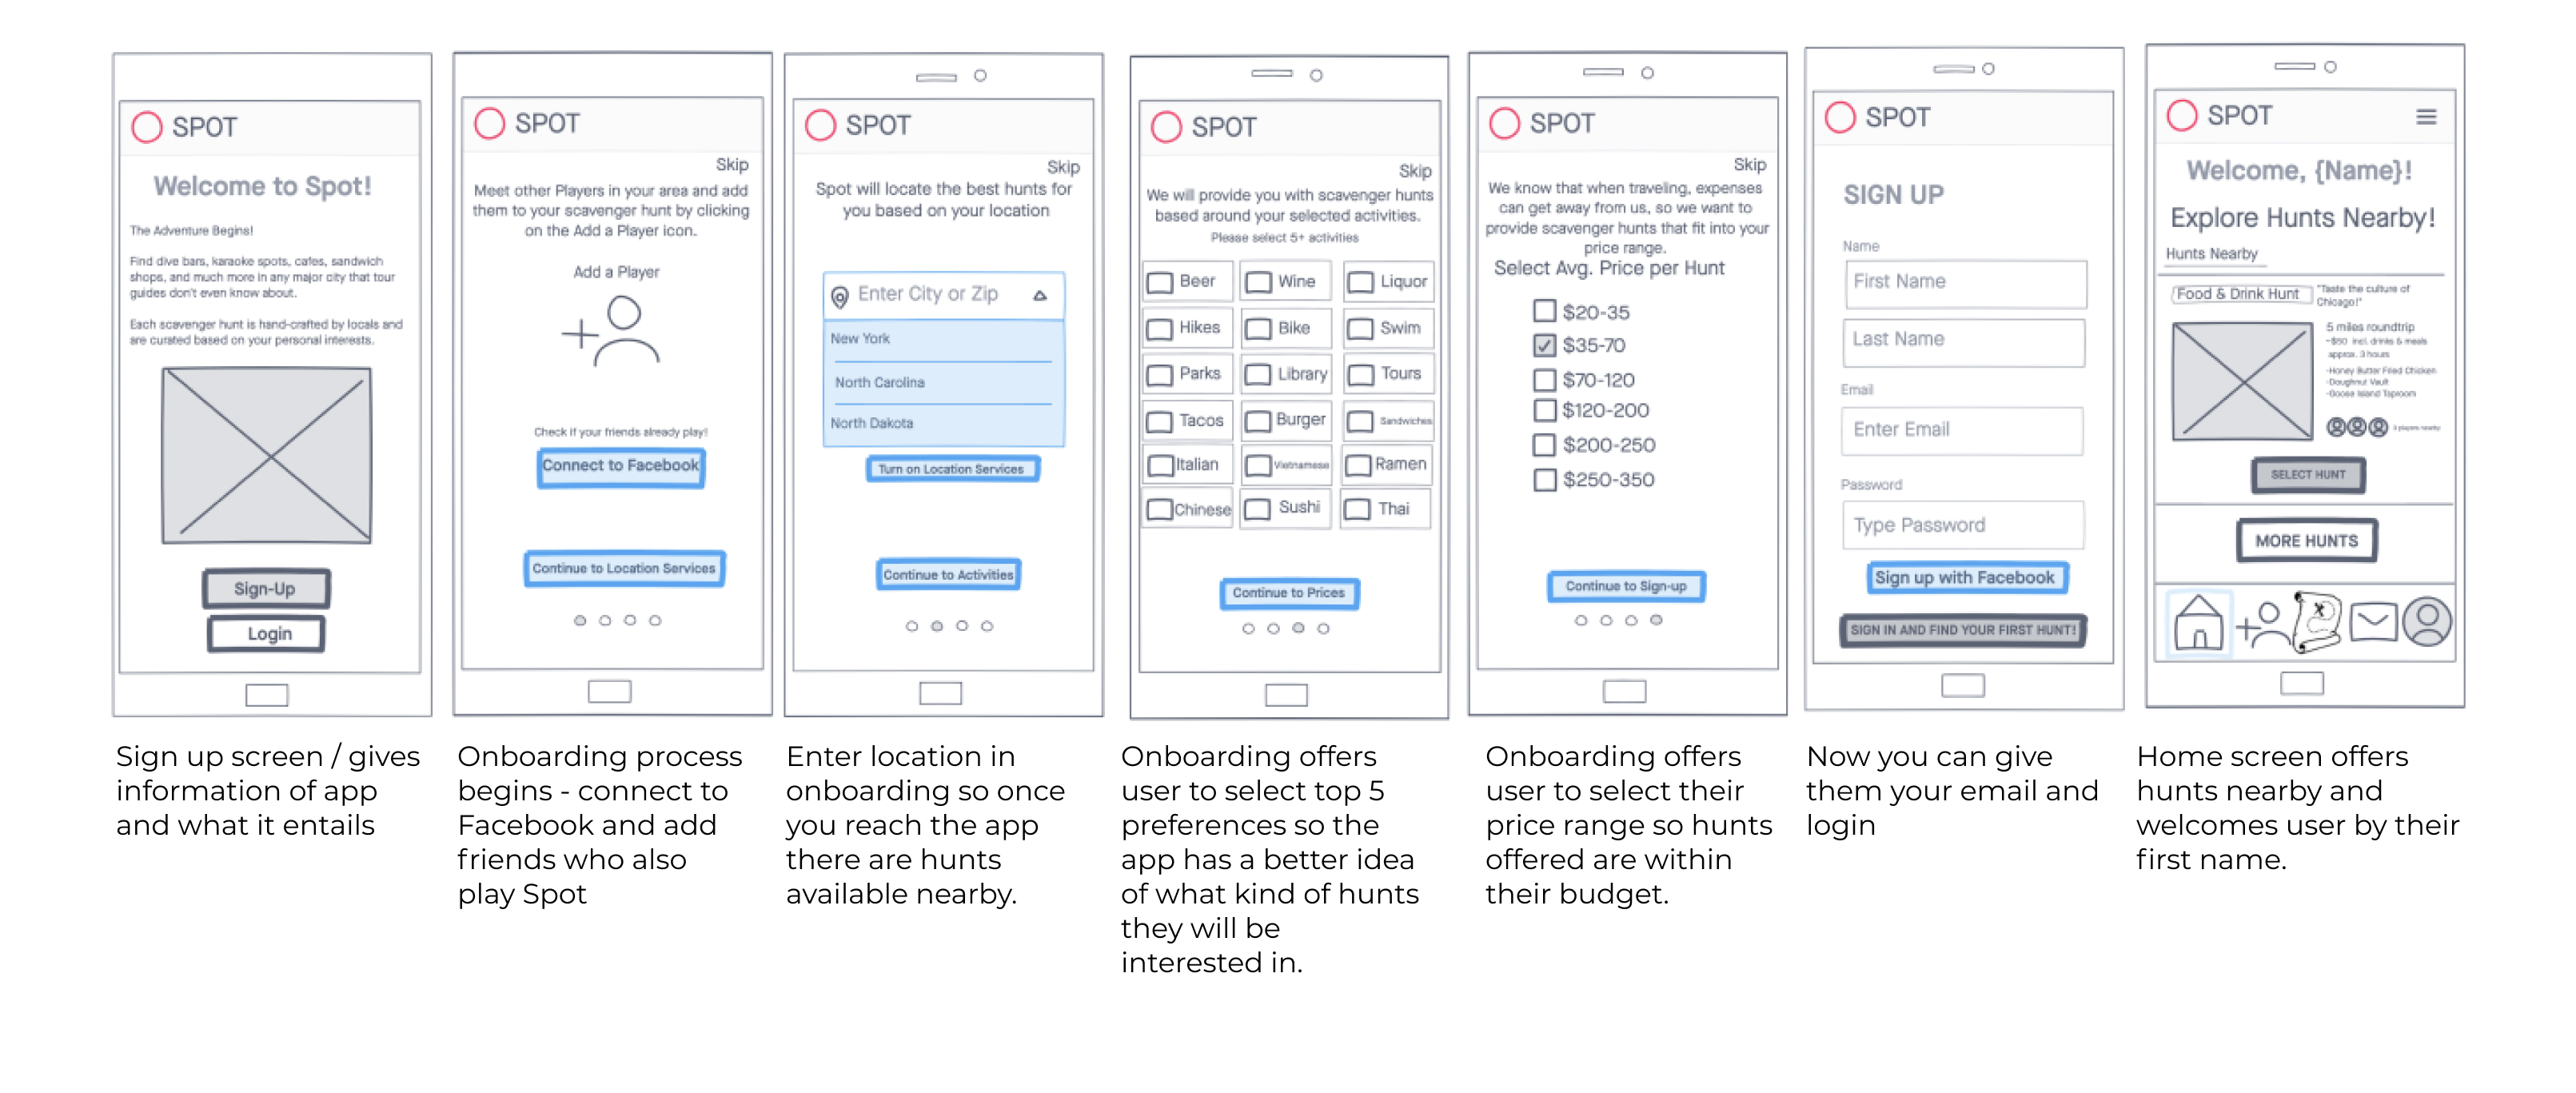 SPOT
Welcome to Spot!
The Adventure Begins!
Find dive bars, karaoke spots, cafes, sandwich
shops, and much more in any major city that tour
guides don't even know about.
Each scavenger hunt is hand-crafted by locals and
are curated based on your personal interests.
Sign-Up
Login
Sign up screen / gives
information of app
and what it entails
SPOT
Skip
Meet other Players in your area and add
them to your scavenger hunt by clicking
on the Add a Player icon.
Add a Player
Check if your friends already play!
Connect to Facebook
Continue to Location Services
Onboarding process
begins - connect to
Facebook and add
friends who also
play Spot
SPOT
Skip
Spot will locate the best hunts for
you based on your location
Enter City or Zip
New York
North Carolina
North Dakota
Turn on Location Services
Continue to Activities
Enter location in
onboarding so once
you reach the app
there are hunts
available nearby.
SPOT
Skip
We will provide you with scavenger hunts
based around your selected activities.
Please select 5+ activities
Beer Wine Liquor
Hikes Bike Swim
Parks Library Tours
Tacos Burger Sandwiches
Italian Vietnamese Ramen
Chinese Sushi Thai
Continue to Prices
Onboarding offers
user to select top 5
preferences so the
app has a better idea
of what kind of hunts
they will be
interested in.
SPOT
Skip
We know that when traveling, expenses
can get away from us, so we want to
provide scavenger hunts that fit into your
price range.
Select Avg. Price per Hunt
$20-35
$35-70
$70-120
$120-200
$200-250
$250-350
Continue to Sign-up
Onboarding offers
user to select their
price range so hunts
offered are within
their budget.
SPOT
SIGN UP
Name
First Name
Last Name
Email
Enter Email
Password
Type Password
Sign up with Facebook
SIGN IN AND FIND YOUR FIRST HUNT!
Now you can give
them your email and
login
SPOT
Welcome, {Name}!
Explore Hunts Nearby!
Hunts Nearby
Food & Drink Hunt
"Taste the culture of
Chicago!"
5 miles roundtrip
~$50 incl. drinks & meals
approx. 3 hours
-Honey Butter Fried Chicken
-Doughnut Vault
-Goose Island Taproom
3 players nearby
SELECT HUNT
MORE HUNTS
Home screen offers
hunts nearby and
welcomes user by their
first name.